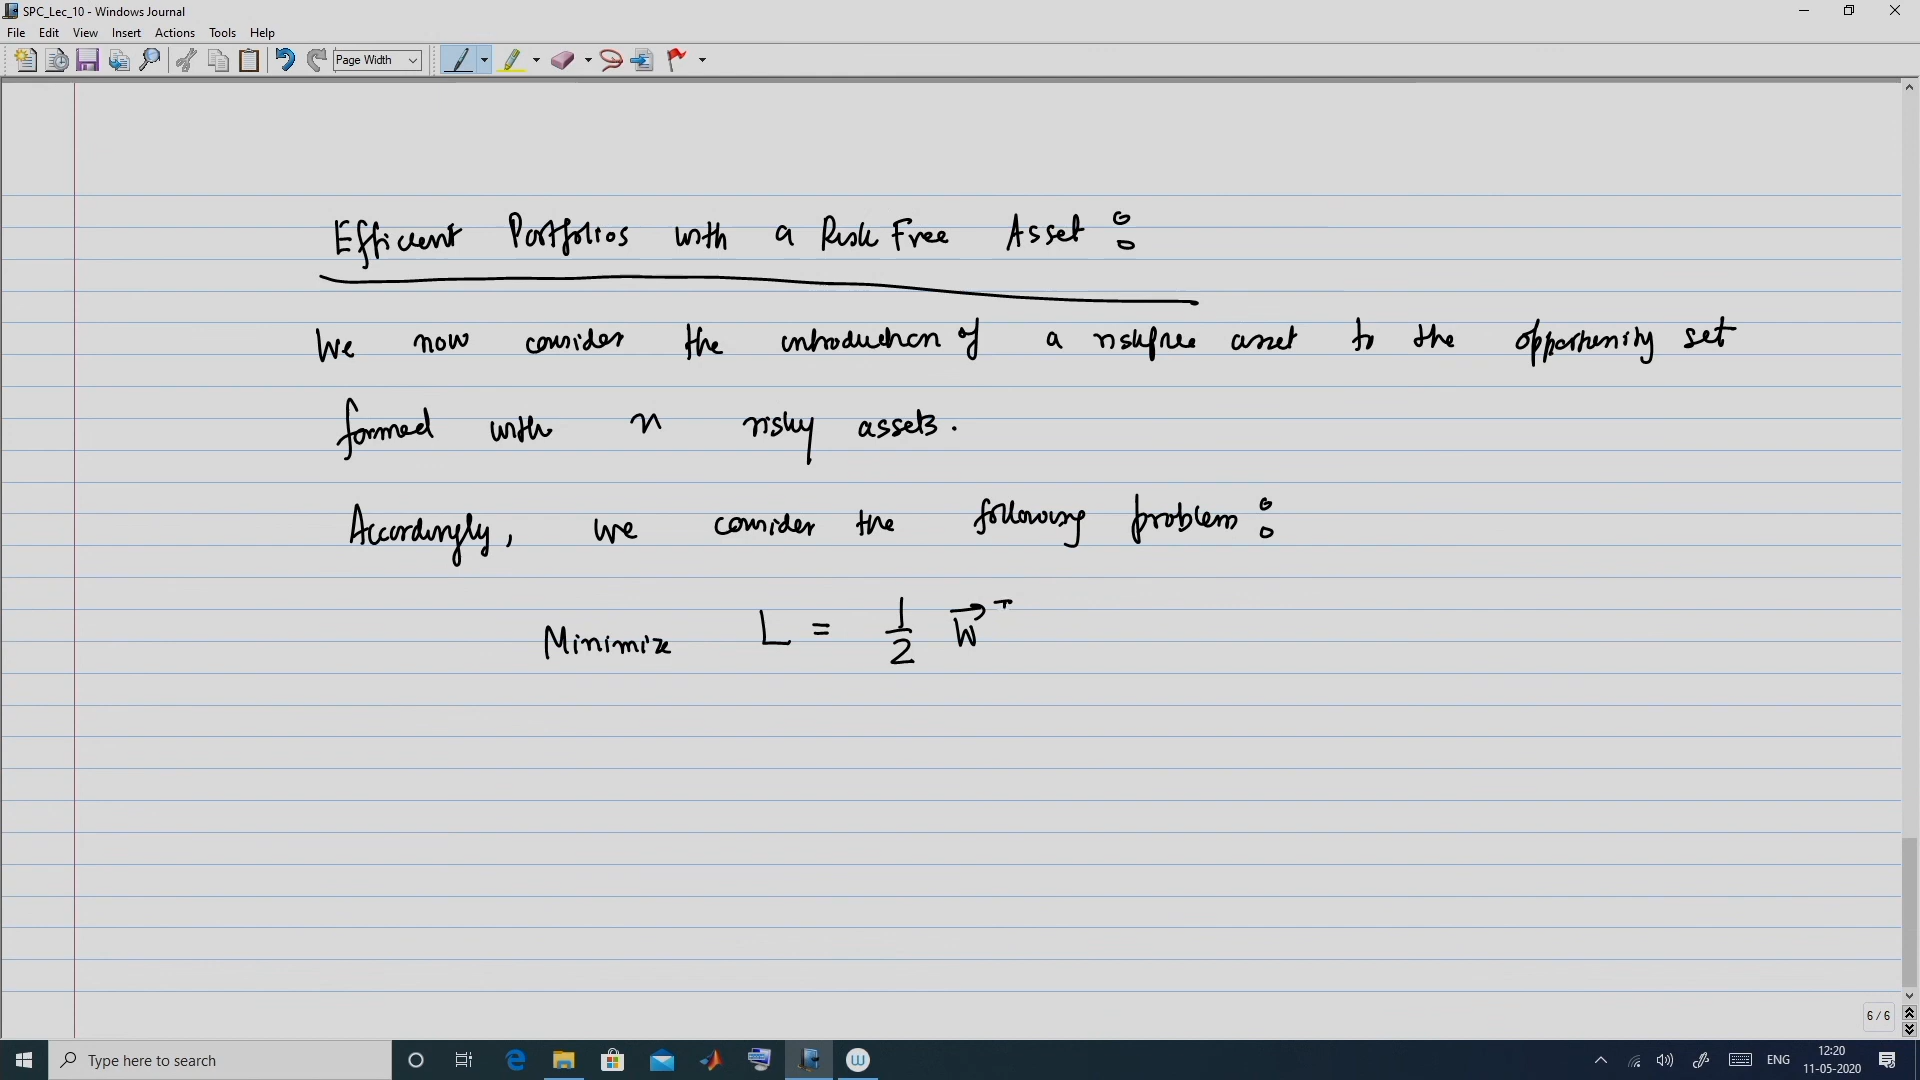 SPC_Lec_10 - Windows Journal
File Edit View Insert Actions Tools Help
Page Width
Efficient Portfolios with a Risk Free Asset :
We now consider the introduction of a riskfree asset to the opportunity set
formed with n risky assets.
Accordingly, we consider the following problem :
Minimize L = 1/2 \vec{W}^T
6 / 6
Type here to search
ENG
12:20
11-05-2020